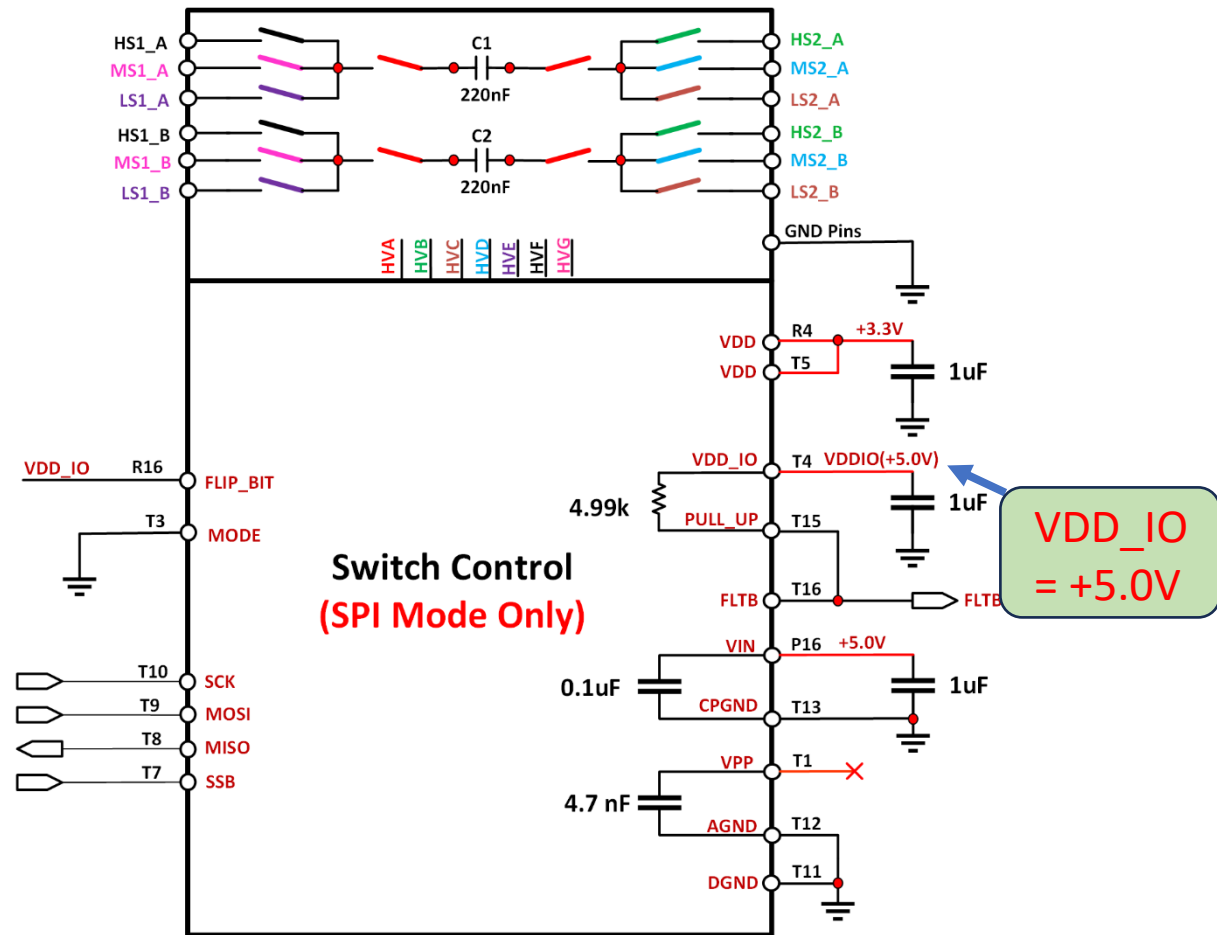 HS1_A
MS1_A
LS1_A
HS1_B
MS1_B
LS1_B
C1
220nF
C2
220nF
HS2_A
MS2_A
LS2_A
HS2_B
MS2_B
LS2_B
GND Pins
HVA
HVB
HVC
HVD
HVE
HVF
HVG
VDD R4 +3.3V
VDD T5
1uF
VDD_IO R16 FLIP_BIT
T3 MODE
VDD_IO T4 VDDIO(+5.0V)
1uF
4.99k
PULL_UP T15
VDD_IO
= +5.0V
Switch Control
(SPI Mode Only)
FLTB T16 FLTB
VIN P16 +5.0V
0.1uF
1uF
CPGND T13
T10 SCK
T9 MOSI
T8 MISO
T7 SSB
VPP T1
4.7 nF
AGND T12
DGND T11